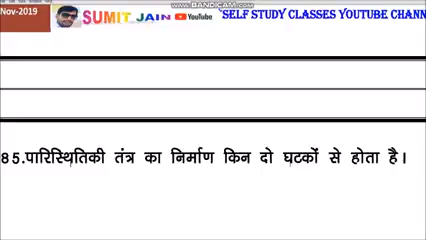 WWW.BANDICAM.COM
Nov-2019 SUMIT JAIN YouTube SELF STUDY CLASSES YOUTUBE CHANN
85.पारिस्थितिकी तंत्र का निर्माण किन दो घटकों से होता है।